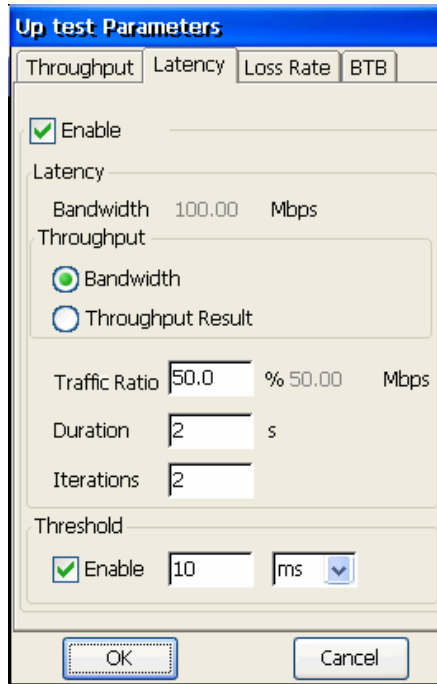 Up test Parameters
Throughput Latency Loss Rate BTB
Enable
Latency
Bandwidth 100.00 Mbps
Throughput
Bandwidth
Throughput Result
Traffic Ratio 50.0 % 50.00 Mbps
Duration 2 s
Iterations 2
Threshold
Enable 10 ms
OK Cancel